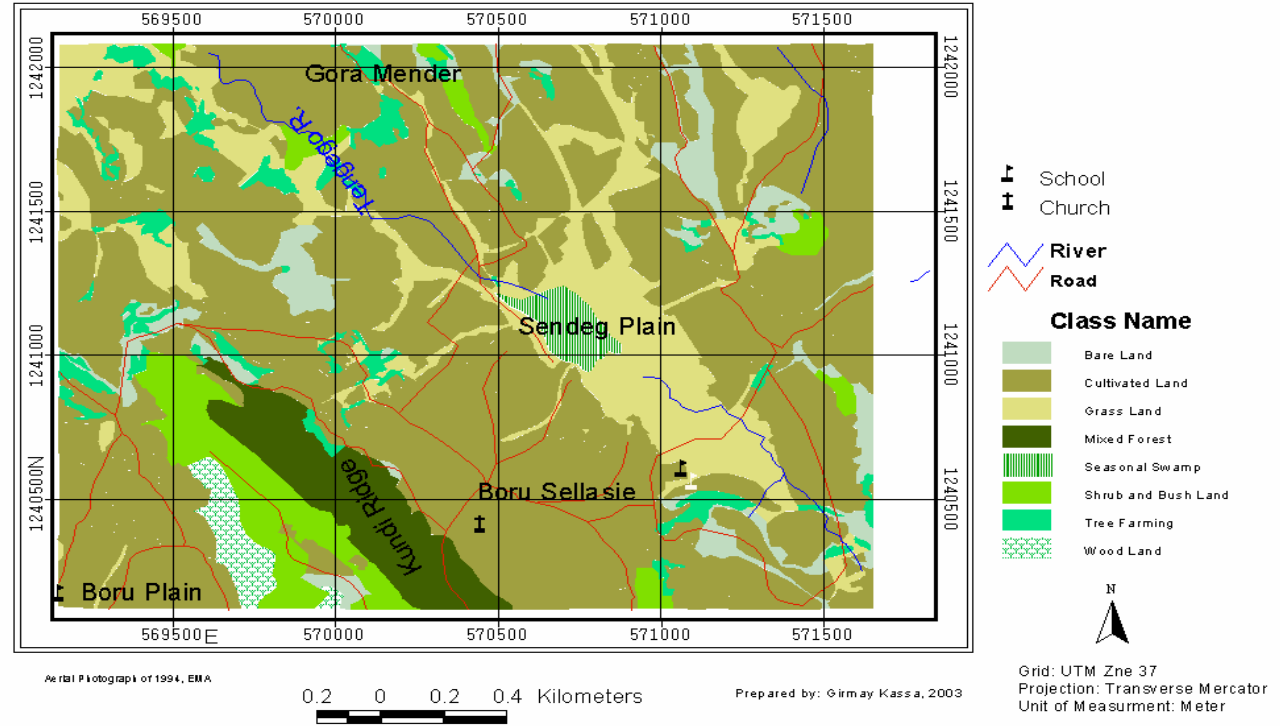 569500 570000 570500 571000 571500
1242000 1242000
Gora Mender
Tengego R.
1241500 1241500
Sendeg Plain
1241000 1241000
Kundi Ridge
Boru Sellasie
1240500N 1240500
Boru Plain
569500E 570000 570500 571000 571500
School
Church
River
Road
Class Name
Bare Land
Cultivated Land
Grass Land
Mixed Forest
Seasonal Swamp
Shrub and Bush Land
Tree Farming
Wood Land
N
Aerial Photograph of 1994, EMA
0.2 0 0.2 0.4 Kilometers
Prepared by: Girmay Kassa, 2003
Grid: UTM Zne 37
Projection: Transverse Mercator
Unit of Measurment: Meter